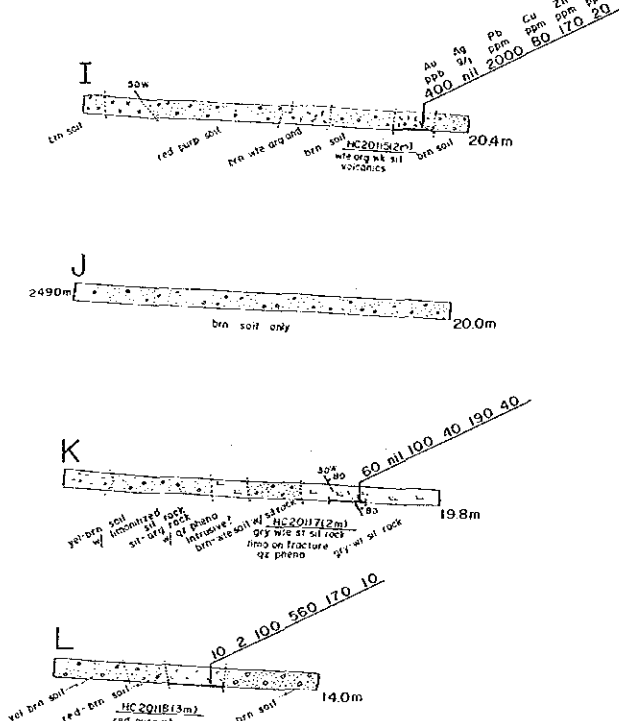 Au Ag Pb Cu Zn
ppb g/t ppm ppm ppm
400 nil 2000 80 170 20
I
50W
brn soil
red purp soil
brn wte arg and
brn soil
HC20115(2m)
wte arg wk sil
volcanics
brn soil
20.4m
J
2490m
brn soil only
20.0m
K
60 nil 100 40 190 40
30W
80
80
yel-brn soil
w/ limonitized
sil rock
sil-arg rock
w/ qz pheno
intrusive?
brn-wte soil w/ sil rock
HC20117(2m)
gry wte st sil rock
limo on fracture
qz pheno
gry-wt sil rock
19.8m
L
10 2 100 560 170 10
yel brn soil
red-brn soil
HC20118(3m)
brn soil
14.0m